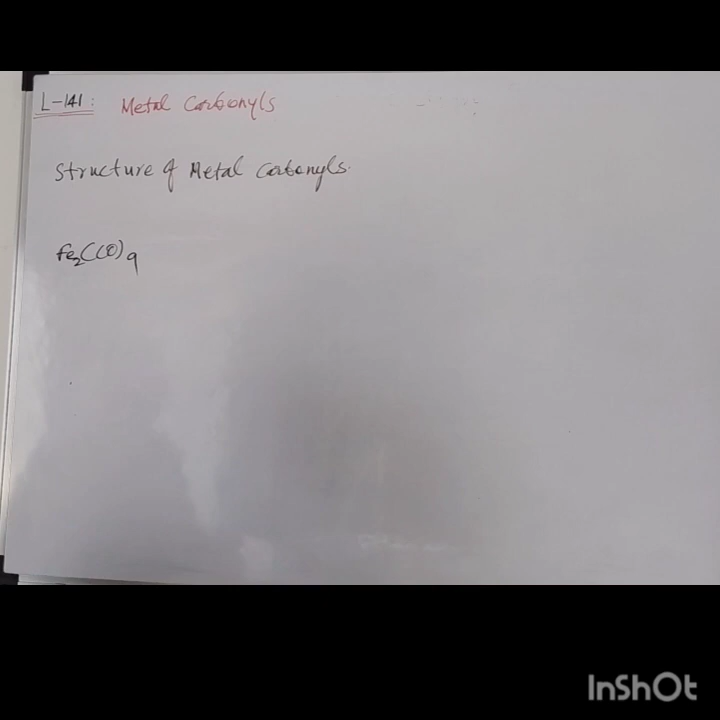 L-141: Metal Carbonyls
Structure of Metal Carbonyls.
Fe₂(CO)9
InShOt